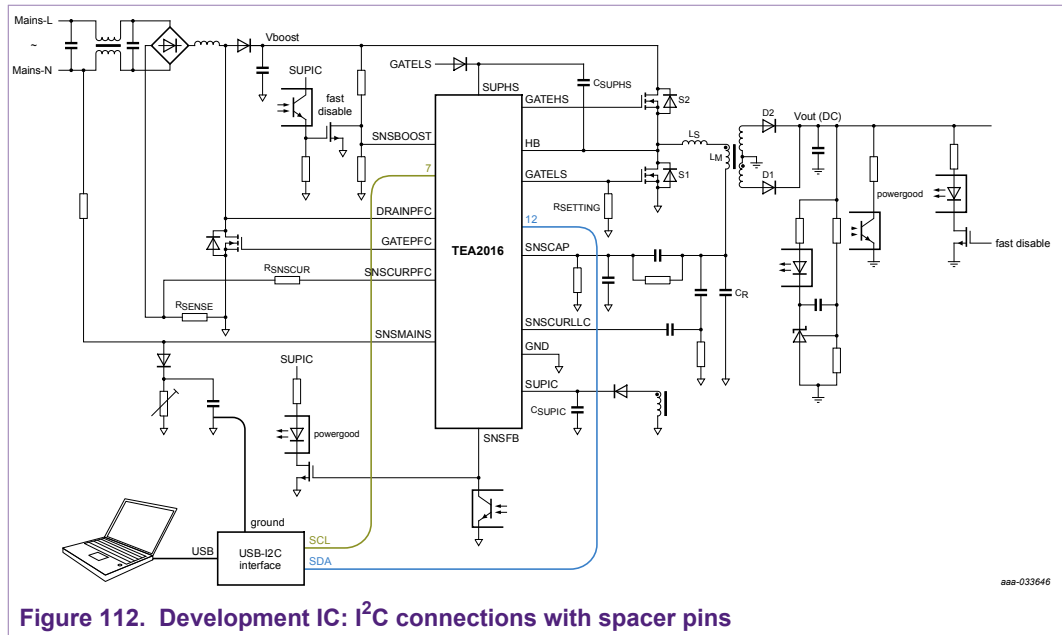 Mains-L
~
Mains-N
Vboost
SUPIC
fast
disable
GATELS
SUPHS
CSUPHS
GATEHS
S2
SNSBOOST
HB
LS
LM
D2
Vout (DC)
7
GATELS
S1
D1
powergood
RSETTING
DRAINPFC
12
fast disable
GATEPFC
TEA2016
SNSCAP
SNSCURPFC
RSNSCUR
CR
RSENSE
SNSCURLLC
SNSMAINS
GND
SUPIC
SUPIC
CSUPIC
powergood
SNSFB
ground
USB
USB-I2C
interface
SCL
SDA
aaa-033646
Figure 112. Development IC: I²C connections with spacer pins